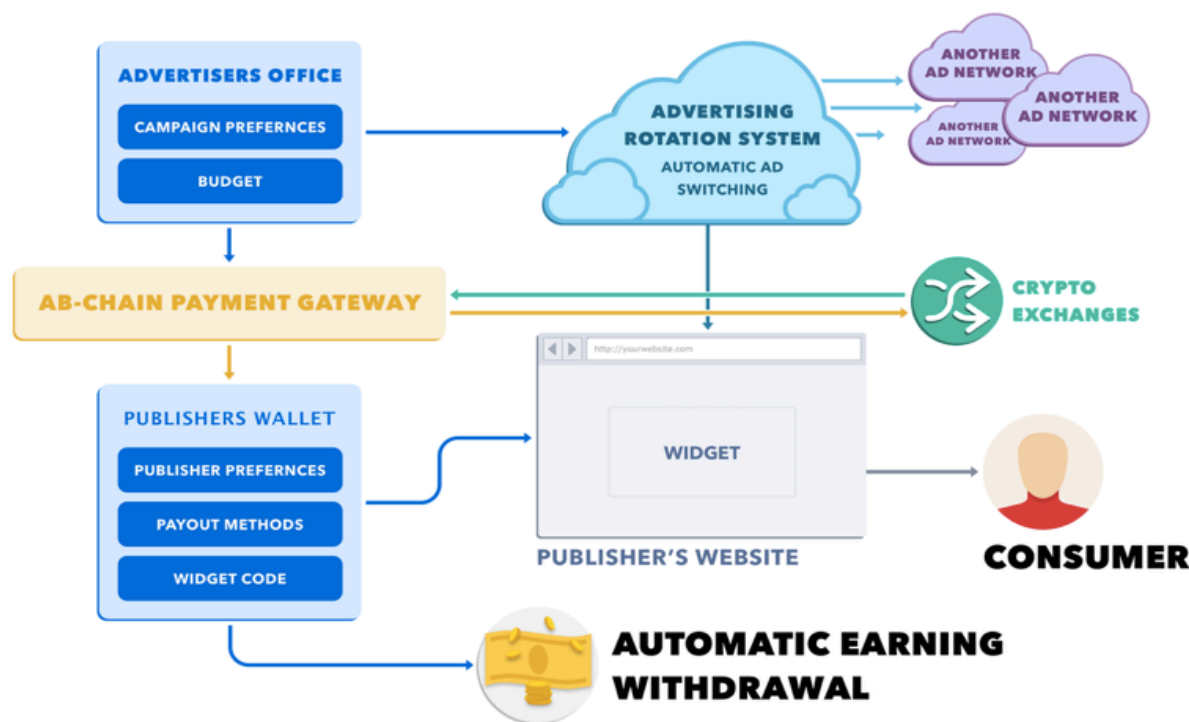 ADVERTISERS OFFICE
CAMPAIGN PREFERNCES
BUDGET
ADVERTISING
ROTATION SYSTEM
AUTOMATIC AD
SWITCHING
ANOTHER
AD NETWORK
ANOTHER
AD NETWORK
ANOTHER
AD NETWORK
AB-CHAIN PAYMENT GATEWAY
CRYPTO
EXCHANGES
http://yourwebsite.com
WIDGET
PUBLISHER'S WEBSITE
PUBLISHERS WALLET
PUBLISHER PREFERNCES
PAYOUT METHODS
WIDGET CODE
CONSUMER
AUTOMATIC EARNING
WITHDRAWAL